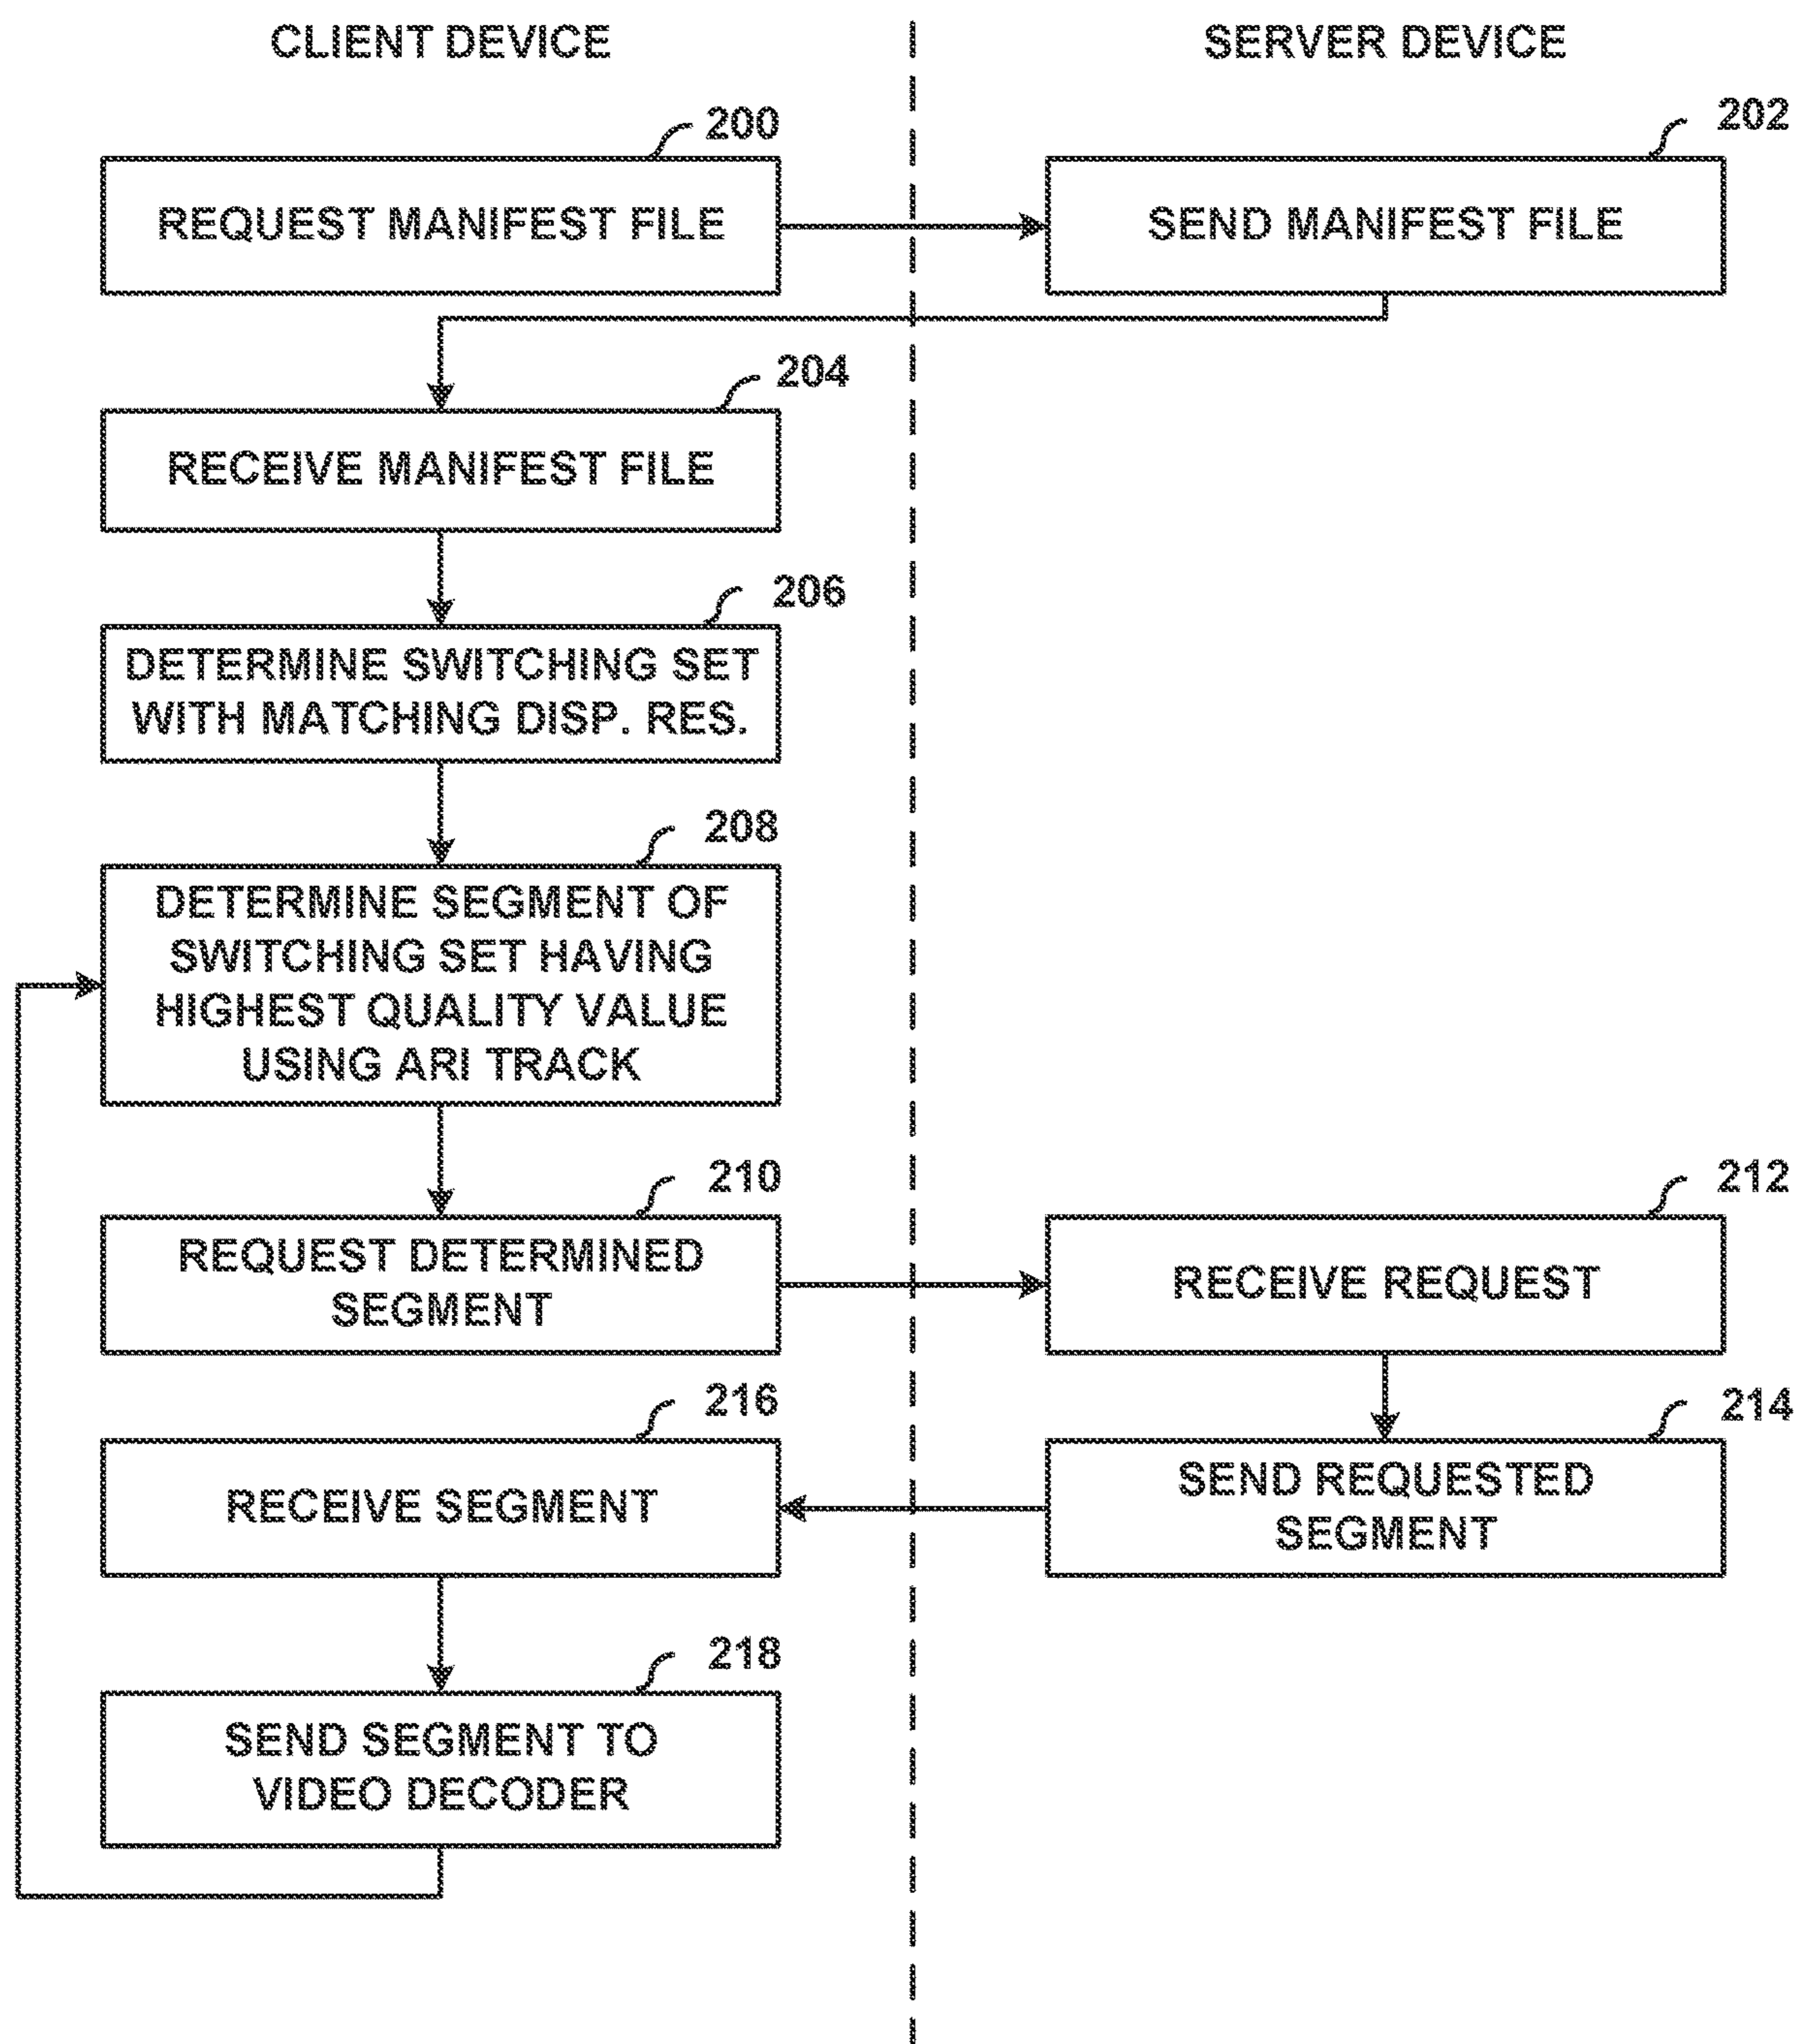 CLIENT DEVICE
SERVER DEVICE
200
202
REQUEST MANIFEST FILE
SEND MANIFEST FILE
204
RECEIVE MANIFEST FILE
206
DETERMINE SWITCHING SET
WITH MATCHING DISP. RES.
208
DETERMINE SEGMENT OF
SWITCHING SET HAVING
HIGHEST QUALITY VALUE
USING ARI TRACK
210
212
REQUEST DETERMINED
SEGMENT
RECEIVE REQUEST
216
214
RECEIVE SEGMENT
SEND REQUESTED
SEGMENT
218
SEND SEGMENT TO
VIDEO DECODER